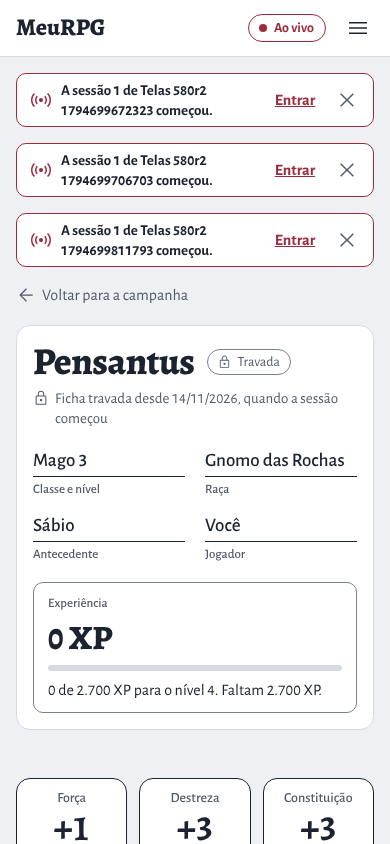 MeuRPG
Ao vivo
A sessão 1 de Telas 580r2
1794699672323 começou.
Entrar
A sessão 1 de Telas 580r2
1794699706703 começou.
Entrar
A sessão 1 de Telas 580r2
1794699811793 começou.
Entrar
Voltar para a campanha
Pensantus
Travada
Ficha travada desde 14/11/2026, quando a sessão
começou
Mago 3
Classe e nível
Gnomo das Rochas
Raça
Sábio
Antecedente
Você
Jogador
Experiência
0 XP
0 de 2.700 XP para o nível 4. Faltam 2.700 XP.
Força
+1
Destreza
+3
Constituição
+3